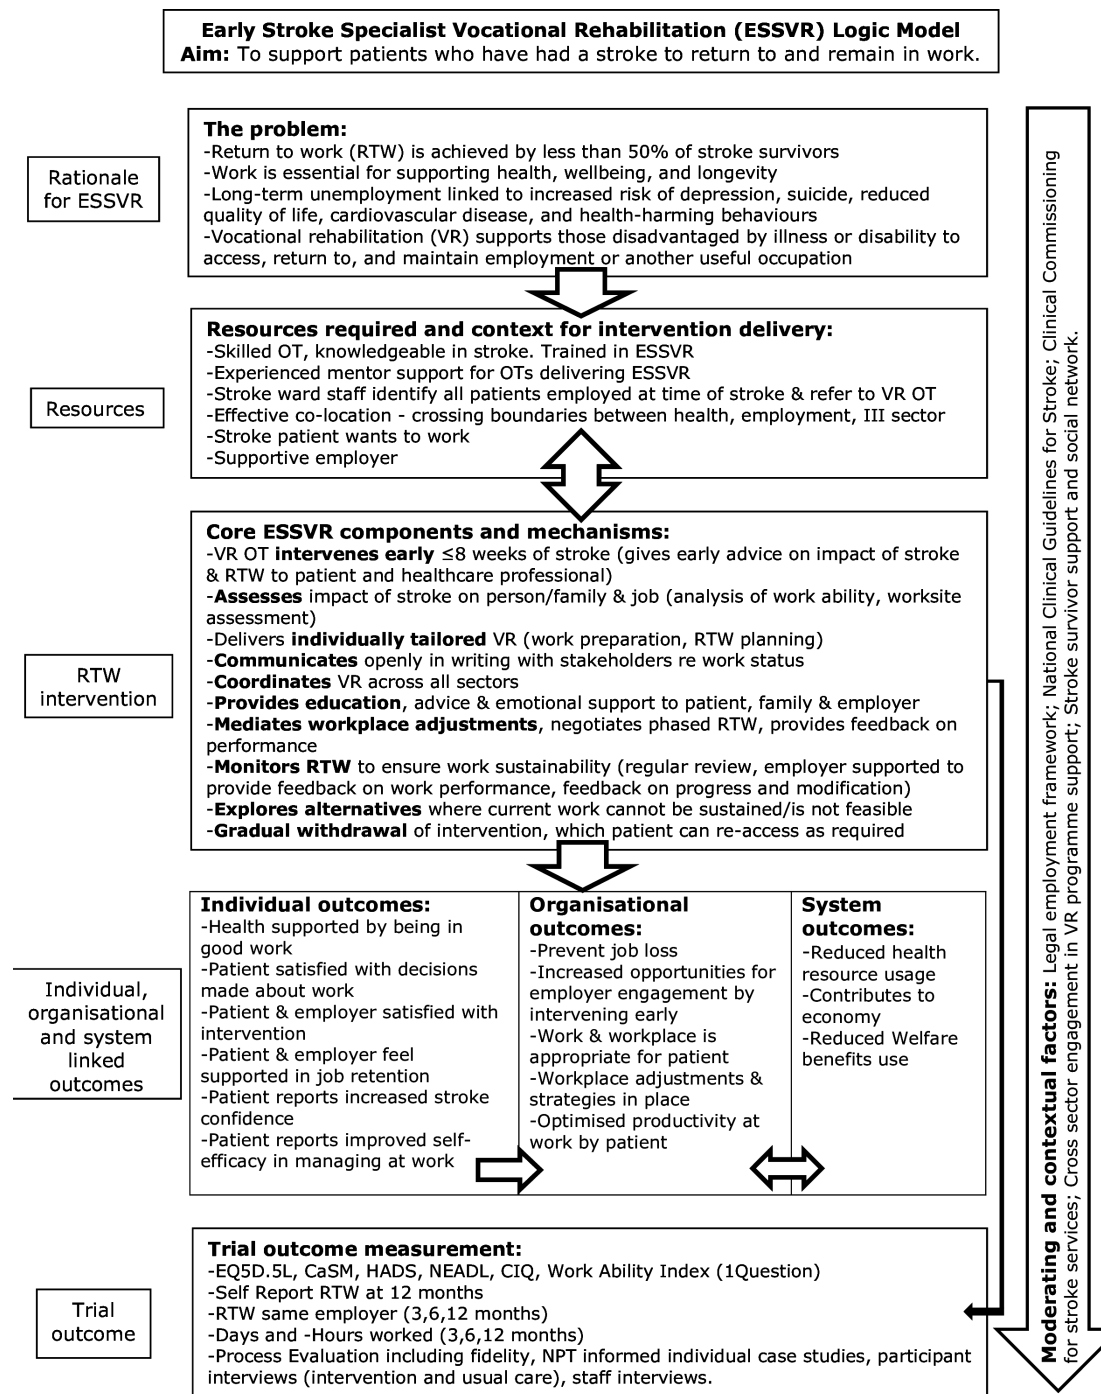 Early Stroke Specialist Vocational Rehabilitation (ESSVR) Logic Model
Aim: To support patients who have had a stroke to return to and remain in work.
Rationale
for ESSVR
The problem:
-Return to work (RTW) is achieved by less than 50% of stroke survivors
-Work is essential for supporting health, wellbeing, and longevity
-Long-term unemployment linked to increased risk of depression, suicide, reduced
quality of life, cardiovascular disease, and health-harming behaviours
-Vocational rehabilitation (VR) supports those disadvantaged by illness or disability to
access, return to, and maintain employment or another useful occupation
Resources
Resources required and context for intervention delivery:
-Skilled OT, knowledgeable in stroke. Trained in ESSVR
-Experienced mentor support for OTs delivering ESSVR
-Stroke ward staff identify all patients employed at time of stroke & refer to VR OT
-Effective co-location - crossing boundaries between health, employment, III sector
-Stroke patient wants to work
-Supportive employer
RTW
intervention
Core ESSVR components and mechanisms:
-VR OT intervenes early ≤8 weeks of stroke (gives early advice on impact of stroke
& RTW to patient and healthcare professional)
-Assesses impact of stroke on person/family & job (analysis of work ability, worksite
assessment)
-Delivers individually tailored VR (work preparation, RTW planning)
-Communicates openly in writing with stakeholders re work status
-Coordinates VR across all sectors
-Provides education, advice & emotional support to patient, family & employer
-Mediates workplace adjustments, negotiates phased RTW, provides feedback on
performance
-Monitors RTW to ensure work sustainability (regular review, employer supported to
provide feedback on work performance, feedback on progress and modification)
-Explores alternatives where current work cannot be sustained/is not feasible
-Gradual withdrawal of intervention, which patient can re-access as required
Individual,
organisational
and system
linked
outcomes
Individual outcomes:
-Health supported by being in
good work
-Patient satisfied with decisions
made about work
-Patient & employer satisfied with
intervention
-Patient & employer feel
supported in job retention
-Patient reports increased stroke
confidence
-Patient reports improved self-
efficacy in managing at work
Organisational
outcomes:
-Prevent job loss
-Increased opportunities for
employer engagement by
intervening early
-Work & workplace is
appropriate for patient
-Workplace adjustments &
strategies in place
-Optimised productivity at
work by patient
System
outcomes:
-Reduced health
resource usage
-Contributes to
economy
-Reduced Welfare
benefits use
Trial
outcome
Trial outcome measurement:
-EQ5D.5L, CaSM, HADS, NEADL, CIQ, Work Ability Index (1Question)
-Self Report RTW at 12 months
-RTW same employer (3,6,12 months)
-Days and -Hours worked (3,6,12 months)
-Process Evaluation including fidelity, NPT informed individual case studies, participant
interviews (intervention and usual care), staff interviews.
Moderating and contextual factors: Legal employment framework; National Clinical Guidelines for Stroke; Clinical Commissioning
for stroke services; Cross sector engagement in VR programme support; Stroke survivor support and social network.